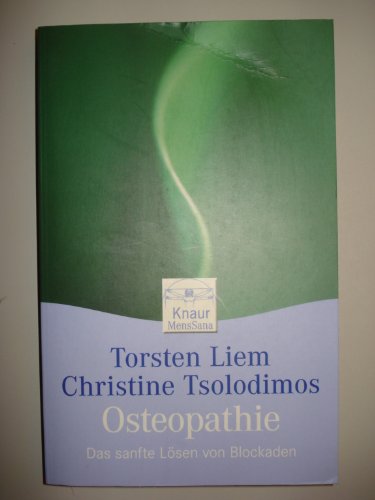 Knaur
MensSana
Torsten Liem
Christine Tsolodimos
Osteopathie
Das sanfte Lösen von Blockaden